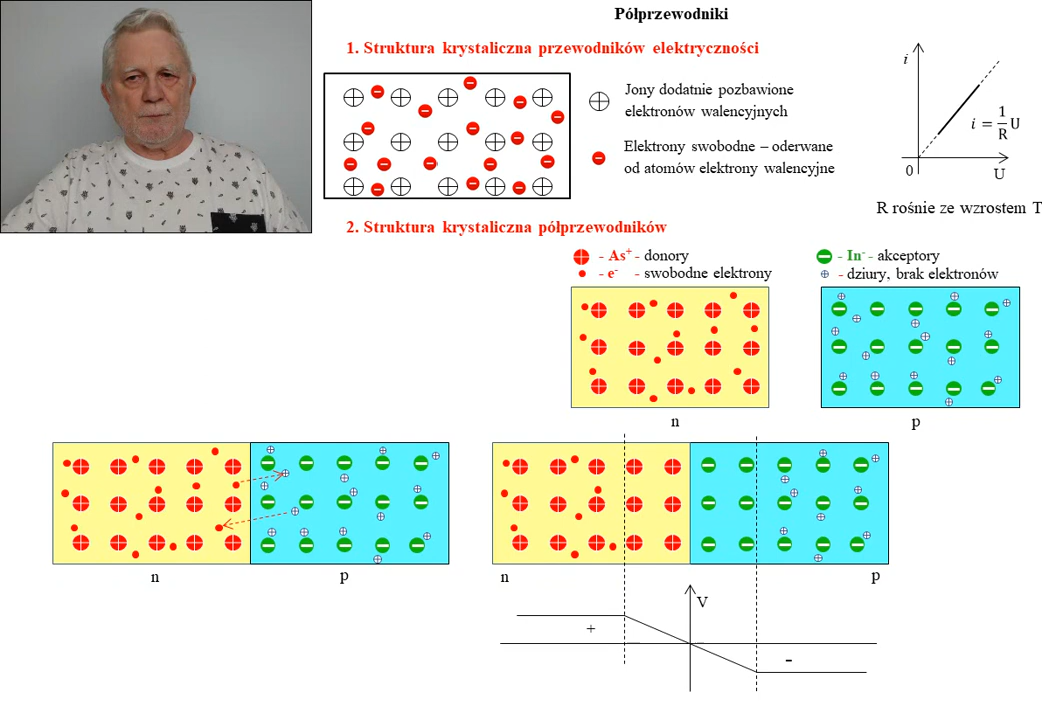 Półprzewodniki
1. Struktura krystaliczna przewodników elektryczności
Jony dodatnie pozbawione
elektronów walencyjnych
Elektrony swobodne – oderwane
od atomów elektrony walencyjne
i
i = 1/R U
0
U
R rośnie ze wzrostem T
2. Struktura krystaliczna półprzewodników
- As⁺ - donory
- e⁻ - swobodne elektrony
- In⁻ - akceptory
- dziury, brak elektronów
n
p
n
p
n
p
V
+
-